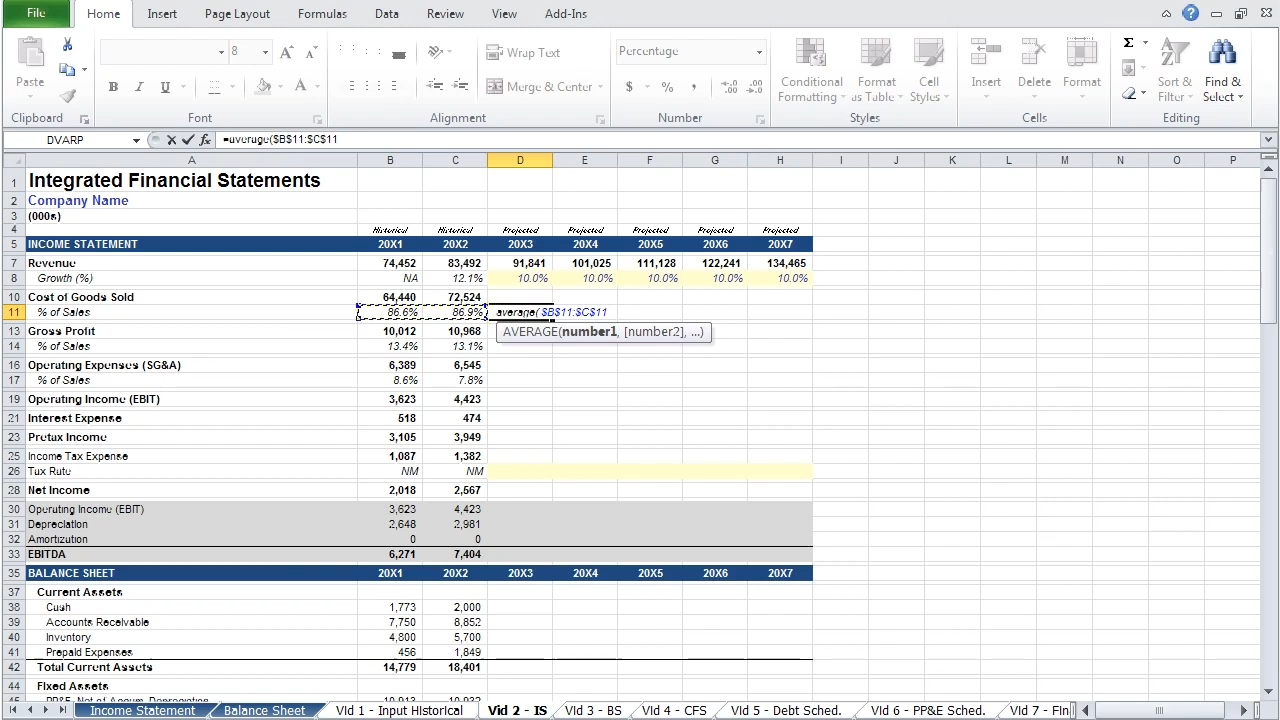 File Home Insert Page Layout Formulas Data Review View Add-Ins
8 Wrap Text Percentage
Paste B I U A Merge & Center $ % , Conditional Formatting Format as Table Cell Styles Insert Delete Format Σ Sort & Filter Find & Select
Clipboard Font Alignment Number Styles Cells Editing
DVARP fx =average($B$11:$C$11
A B C D E F G H I J K L M N O P
1 Integrated Financial Statements
2 Company Name
3 (000s)
4 Historical Historical Projected Projected Projected Projected Projected
5 INCOME STATEMENT 20X1 20X2 20X3 20X4 20X5 20X6 20X7
7 Revenue 74,452 83,492 91,841 101,025 111,128 122,241 134,465
8 Growth (%) NA 12.1% 10.0% 10.0% 10.0% 10.0% 10.0%
10 Cost of Goods Sold 64,440 72,524
11 % of Sales 86.6% 86.9% average( $B$11:$C$11
AVERAGE(number1, [number2], ...)
13 Gross Profit 10,012 10,968
14 % of Sales 13.4% 13.1%
16 Operating Expenses (SG&A) 6,389 6,545
17 % of Sales 8.6% 7.8%
19 Operating Income (EBIT) 3,623 4,423
21 Interest Expense 518 474
23 Pretax Income 3,105 3,949
25 Income Tax Expense 1,087 1,382
26 Tax Rate NM NM
28 Net Income 2,018 2,567
30 Operating Income (EBIT) 3,623 4,423
31 Depreciation 2,648 2,981
32 Amortization 0 0
33 EBITDA 6,271 7,404
35 BALANCE SHEET 20X1 20X2 20X3 20X4 20X5 20X6 20X7
37 Current Assets
38 Cash 1,773 2,000
39 Accounts Receivable 7,750 8,852
40 Inventory 4,800 5,700
41 Prepaid Expenses 456 1,849
42 Total Current Assets 14,779 18,401
44 Fixed Assets
Income Statement Balance Sheet Vid 1 - Input Historical Vid 2 - IS Vid 3 - BS Vid 4 - CFS Vid 5 - Debt Sched. Vid 6 - PP&E Sched. Vid 7 - Fin